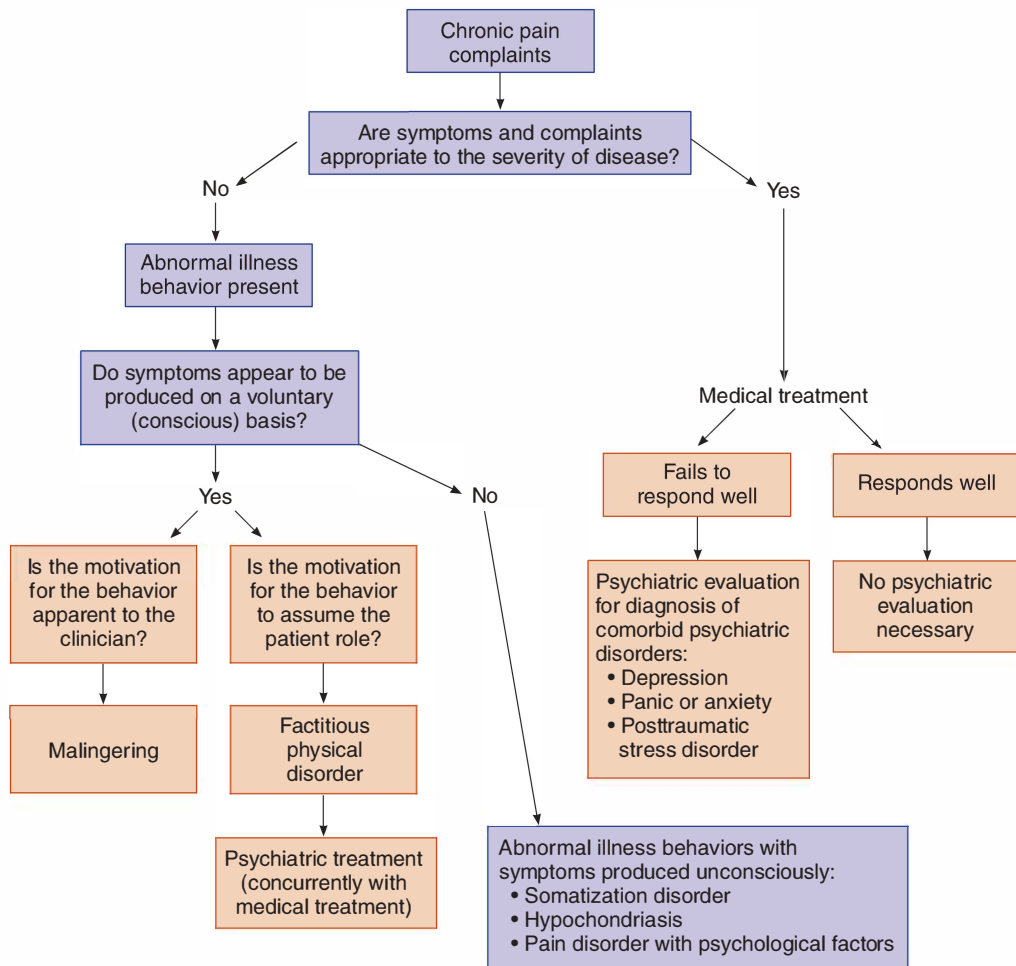 Chronic pain
complaints
Are symptoms and complaints
appropriate to the severity of disease?
No
Yes
Abnormal illness
behavior present
Do symptoms appear to be
produced on a voluntary
(conscious) basis?
Yes
No
Is the motivation
for the behavior
apparent to the
clinician?
Is the motivation
for the behavior
to assume the
patient role?
Malingering
Factitious
physical
disorder
Psychiatric treatment
(concurrently with
medical treatment)
Abnormal illness behaviors with
symptoms produced unconsciously:
• Somatization disorder
• Hypochondriasis
• Pain disorder with psychological factors
Medical treatment
Fails to
respond well
Responds well
Psychiatric evaluation
for diagnosis of
comorbid psychiatric
disorders:
• Depression
• Panic or anxiety
• Posttraumatic
stress disorder
No psychiatric
evaluation
necessary